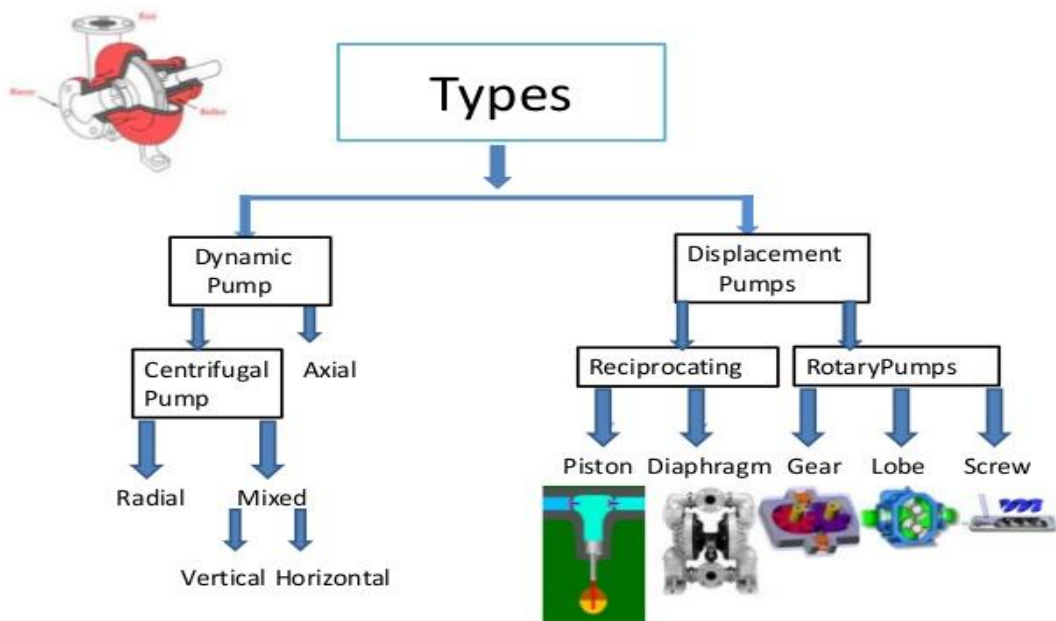 Types
Dynamic
Pump
Displacement
Pumps
Centrifugal
Pump
Axial
Reciprocating
RotaryPumps
Radial
Mixed
Piston
Diaphragm
Gear
Lobe
Screw
Vertical
Horizontal